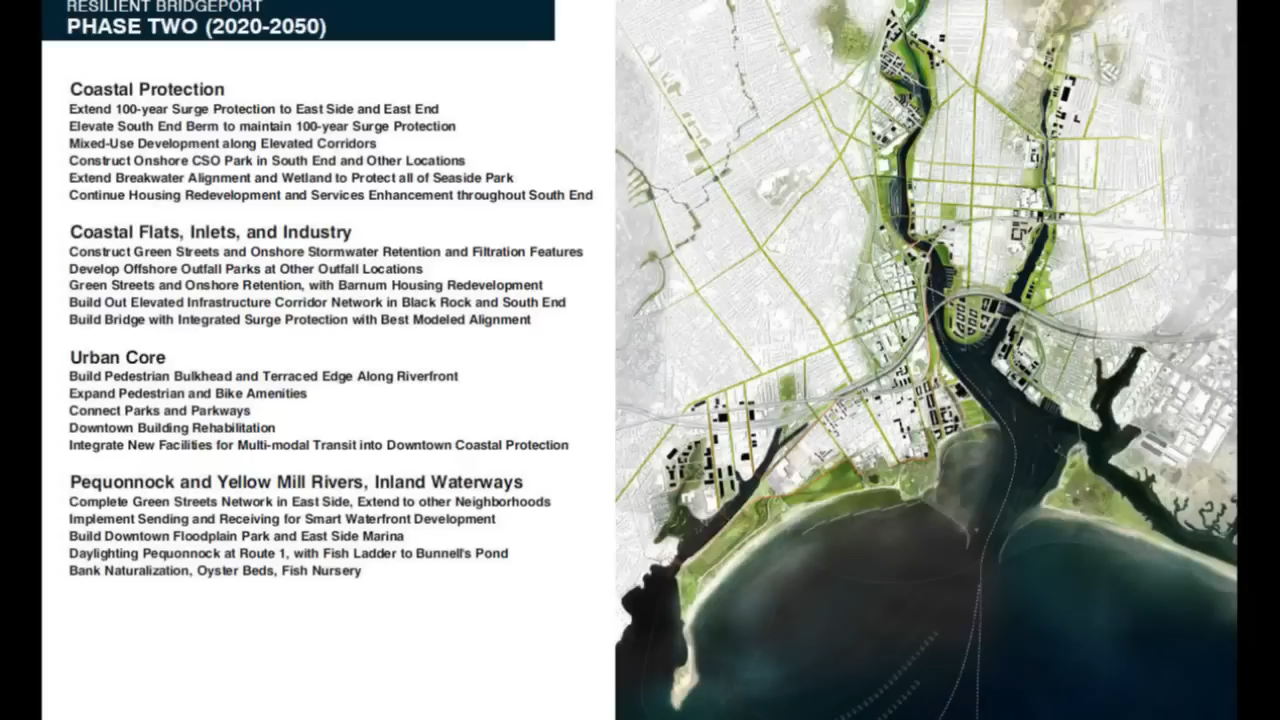 RESILIENT BRIDGEPORT
PHASE TWO (2020-2050)
Coastal Protection
Extend 100-year Surge Protection to East Side and East End
Elevate South End Berm to maintain 100-year Surge Protection
Mixed-Use Development along Elevated Corridors
Construct Onshore CSO Park in South End and Other Locations
Extend Breakwater Alignment and Wetland to Protect all of Seaside Park
Continue Housing Redevelopment and Services Enhancement throughout South End
Coastal Flats, Inlets, and Industry
Construct Green Streets and Onshore Stormwater Retention and Filtration Features
Develop Offshore Outfall Parks at Other Outfall Locations
Green Streets and Onshore Retention, with Barnum Housing Redevelopment
Build Out Elevated Infrastructure Corridor Network in Black Rock and South End
Build Bridge with Integrated Surge Protection with Best Modeled Alignment
Urban Core
Build Pedestrian Bulkhead and Terraced Edge Along Riverfront
Expand Pedestrian and Bike Amenities
Connect Parks and Parkways
Downtown Building Rehabilitation
Integrate New Facilities for Multi-modal Transit into Downtown Coastal Protection
Pequonnock and Yellow Mill Rivers, Inland Waterways
Complete Green Streets Network in East Side, Extend to other Neighborhoods
Implement Sending and Receiving for Smart Waterfront Development
Build Downtown Floodplain Park and East Side Marina
Daylighting Pequonnock at Route 1, with Fish Ladder to Bunnell's Pond
Bank Naturalization, Oyster Beds, Fish Nursery